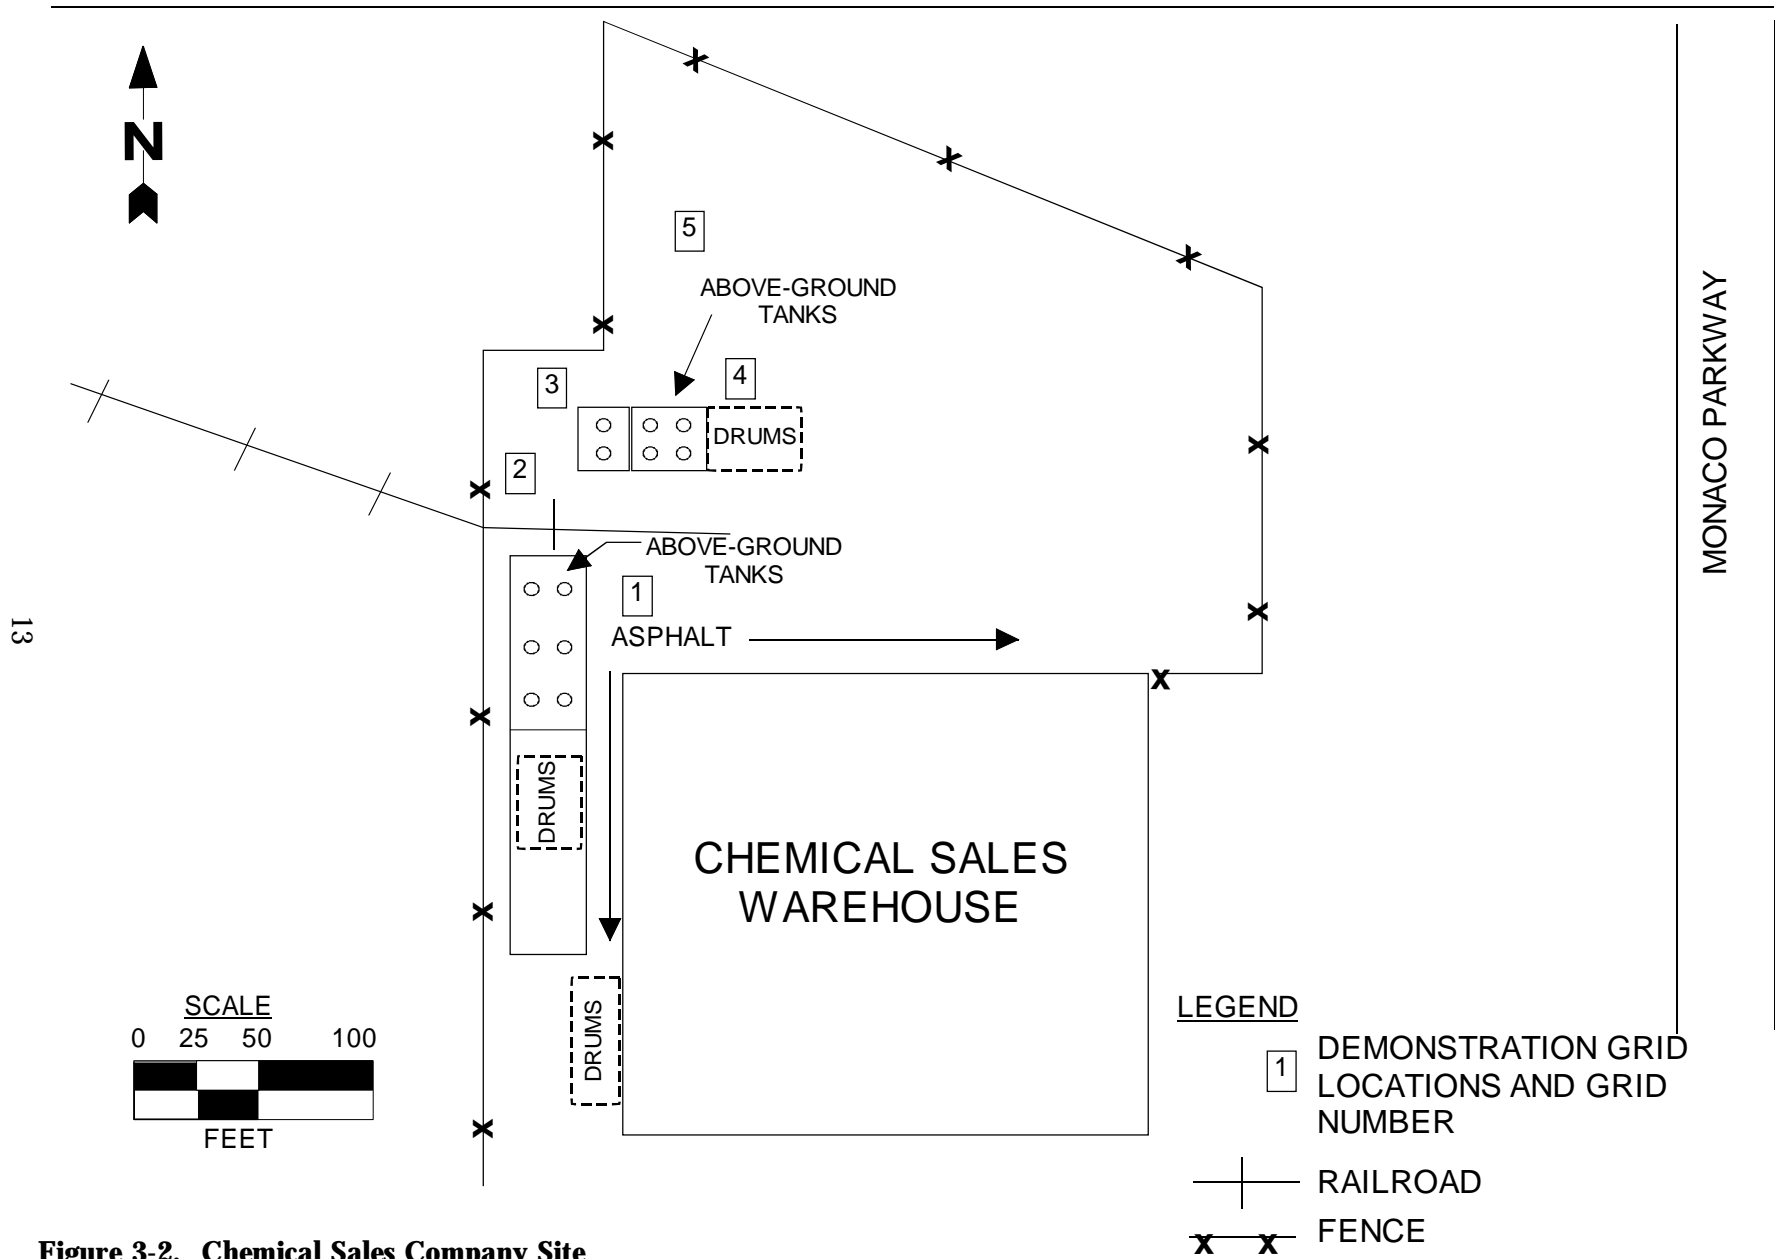 N
5
ABOVE-GROUND
TANKS
3
4
DRUMS
2
ABOVE-GROUND
TANKS
1
ASPHALT
MONACO PARKWAY
13
DRUMS
CHEMICAL SALES
WAREHOUSE
DRUMS
SCALE
0 25 50 100
FEET
LEGEND
1
DEMONSTRATION GRID
LOCATIONS AND GRID
NUMBER
RAILROAD
X X FENCE
Figure 3-2. Chemical Sales Company Site